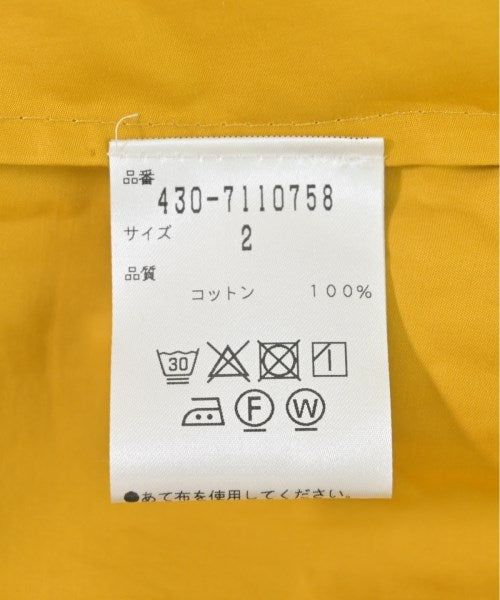 品番
430-7110758
サイズ 2
品質
コットン 100%
30
F W
●あて布を使用してください。